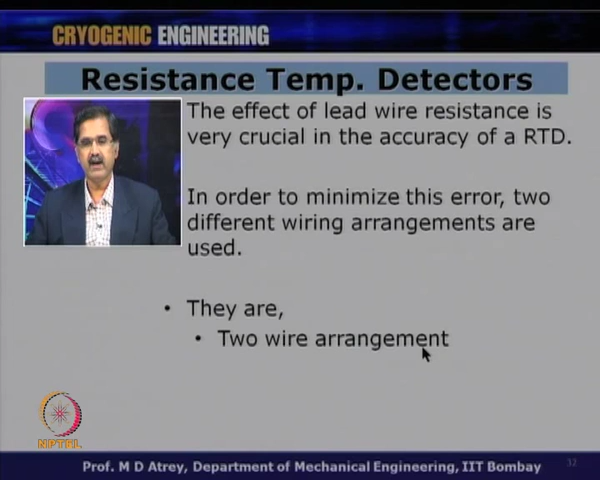 CRYOGENIC ENGINEERING
Resistance Temp. Detectors
The effect of lead wire resistance is
very crucial in the accuracy of a RTD.
In order to minimize this error, two
different wiring arrangements are
used.
• They are,
• Two wire arrangement
NPTEL
Prof. M D Atrey, Department of Mechanical Engineering, IIT Bombay
32